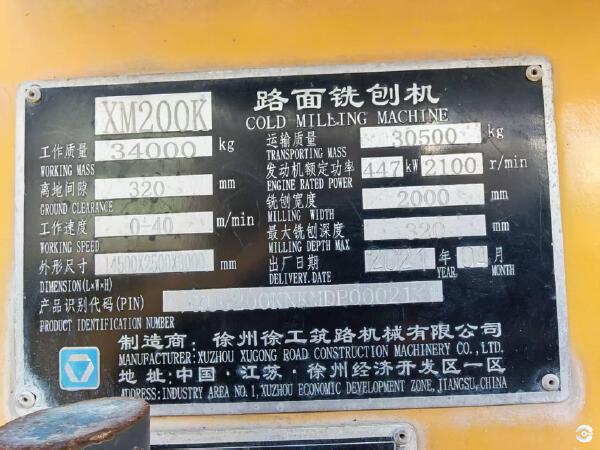 XM200K
路面铣刨机
COLD MILLING MACHINE
工作质量 34000 kg
WORKING MASS
运输质量 30500 kg
TRANSPORTING MASS
离地间隙 320 mm
GROUND CLEARANCE
发动机额定功率 447 kW 2100 r/min
ENGINE RATED POWER
工作速度 0-40 m/min
WORKING SPEED
铣刨宽度 2000 mm
MILLING WIDTH
外形尺寸 mm
DIMENSION(L×W×H)
最大铣刨深度 320 mm
MILLING DEPTH MAX
出厂日期 2021 年 月
DELIVERY.DATE YEAR MONTH
产品识别代码(PIN)
PRODUCT IDENTIFICATION NUMBER
制造商: 徐州徐工筑路机械有限公司
MANUFACTURER:XUZHOU XUGONG ROAD CONSTRUCTION MACHINERY CO., LTD.
地 址: 中国·江苏·徐州经济开发区一区
ADDRESS:INDUSTRY AREA NO.1,XUZHOU ECONOMIC DEVELOPMENT ZONE,JIANGSU,CHINA